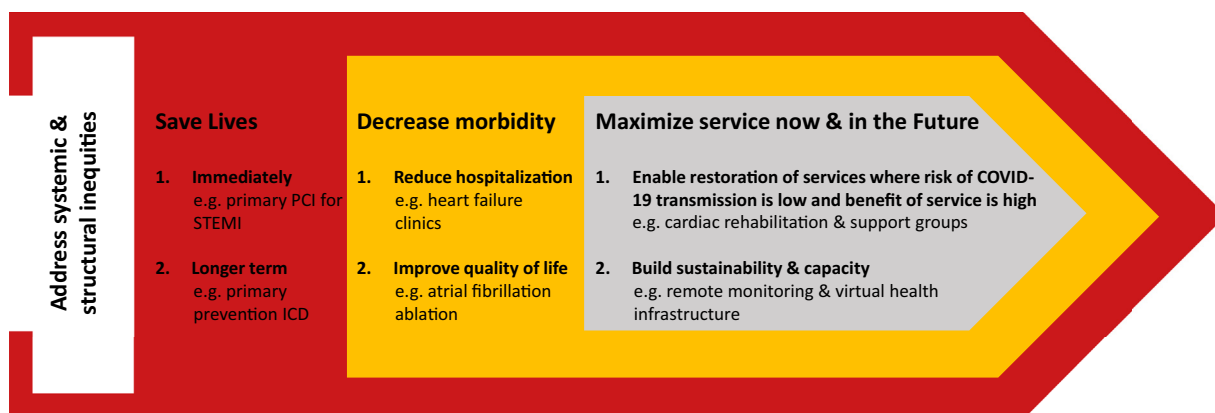 Address systemic &
structural inequities
Save Lives
1. Immediately
e.g. primary PCI for
STEMI
2. Longer term
e.g. primary
prevention ICD
Decrease morbidity
1. Reduce hospitalization
e.g. heart failure
clinics
2. Improve quality of life
e.g. atrial fibrillation
ablation
Maximize service now & in the Future
1. Enable restoration of services where risk of COVID-
19 transmission is low and benefit of service is high
e.g. cardiac rehabilitation & support groups
2. Build sustainability & capacity
e.g. remote monitoring & virtual health
infrastructure